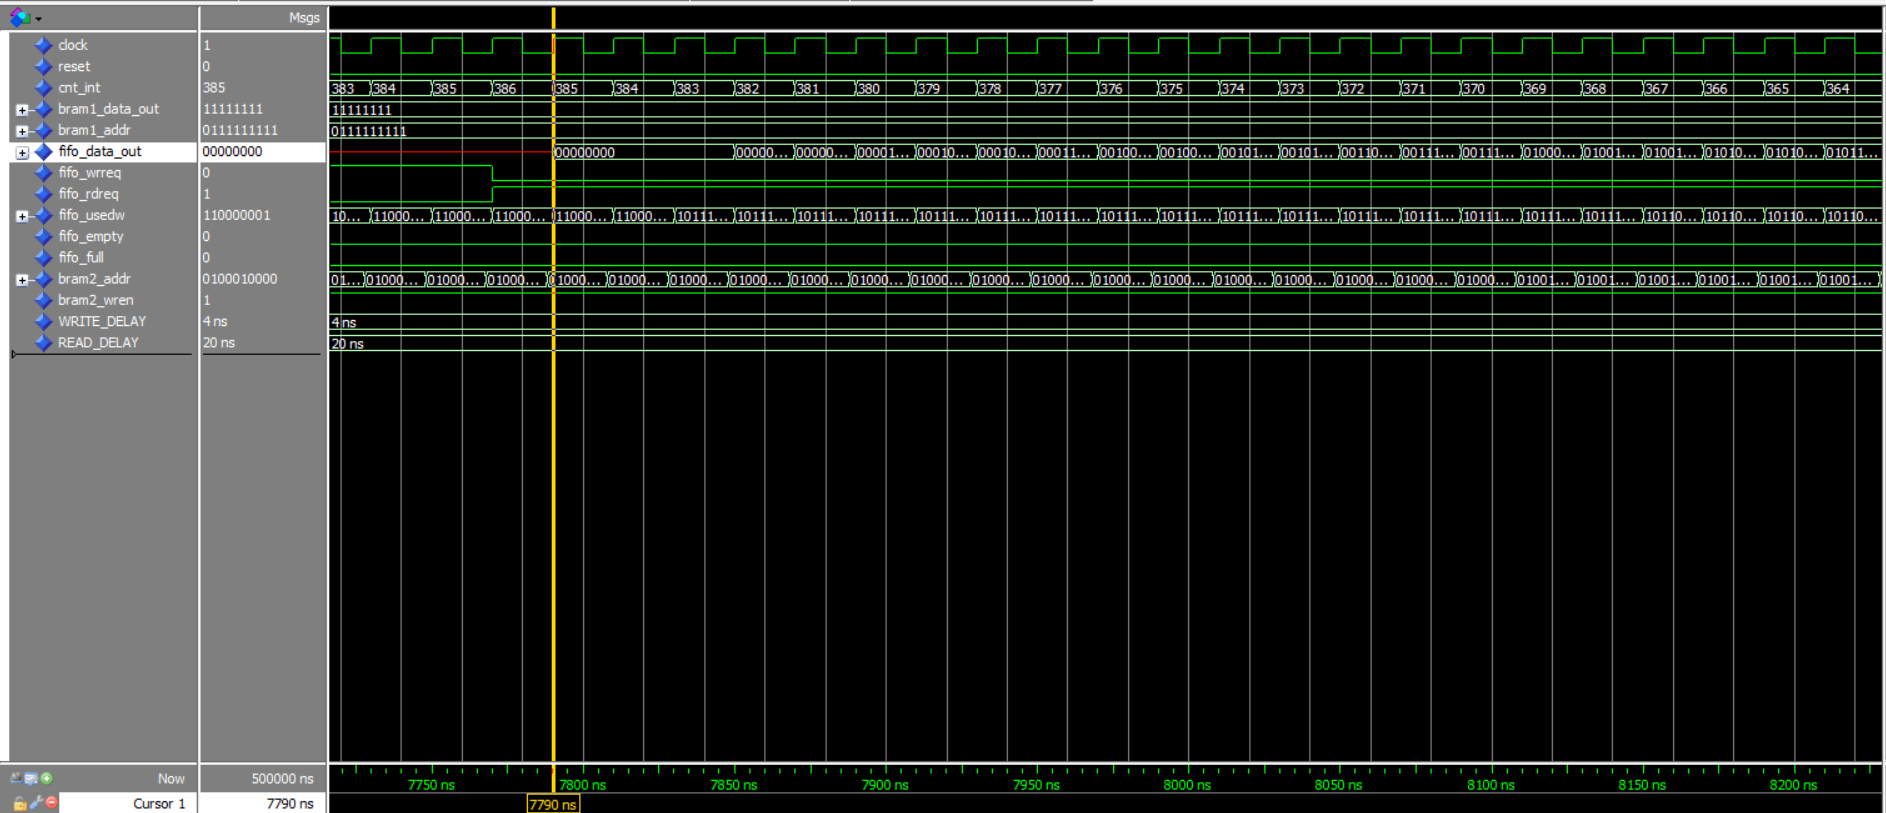 Msgs
clock 1
reset 0
cnt_int 385 383 384 385 386 385 384 383 382 381 380 379 378 377 376 375 374 373 372 371 370 369 368 367 366 365 364
bram1_data_out 11111111 11111111
bram1_addr 0111111111 0111111111
fifo_data_out 00000000 00000000 00000... 00000... 00001... 00010... 00010... 00011... 00100... 00100... 00101... 00101... 00110... 00111... 00111... 01000... 01001... 01001... 01010... 01010... 01011...
fifo_wrreq 0
fifo_rdreq 1
fifo_usedw 110000001 10... 11000... 11000... 11000... 11000... 11000... 10111... 10111... 10111... 10111... 10111... 10111... 10111... 10111... 10111... 10111... 10111... 10111... 10111... 10111... 10111... 10111... 10110... 10110... 10110... 10110...
fifo_empty 0
fifo_full 0
bram2_addr 0100010000 01... 01000... 01000... 01000... 01000... 01000... 01000... 01000... 01000... 01000... 01000... 01000... 01000... 01000... 01000... 01000... 01000... 01000... 01000... 01000... 01001... 01001... 01001... 01001... 01001... 01001...
bram2_wren 1
WRITE_DELAY 4 ns 4 ns
READ_DELAY 20 ns 20 ns
Now 500000 ns 7750 ns 7800 ns 7850 ns 7900 ns 7950 ns 8000 ns 8050 ns 8100 ns 8150 ns 8200 ns
Cursor 1 7790 ns 7790 ns